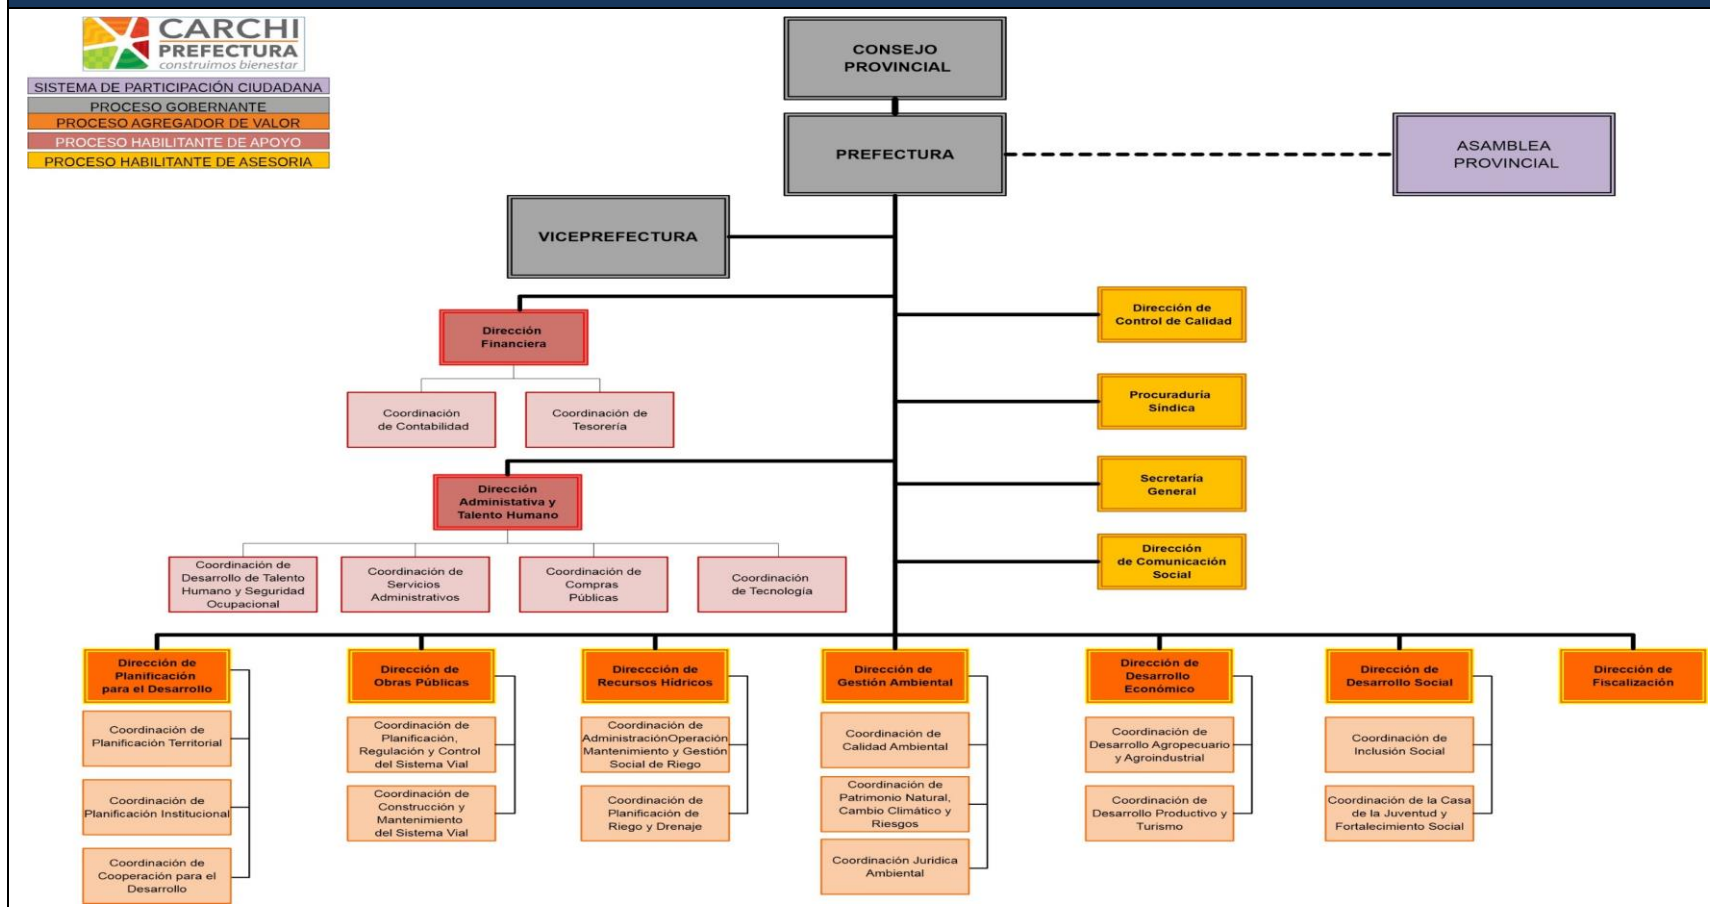 CARCHI
PREFECTURA
construimos bienestar
SISTEMA DE PARTICIPACIÓN CIUDADANA
PROCESO GOBERNANTE
PROCESO AGREGADOR DE VALOR
PROCESO HABILITANTE DE APOYO
PROCESO HABILITANTE DE ASESORIA
CONSEJO
PROVINCIAL
PREFECTURA
ASAMBLEA
PROVINCIAL
VICEPREFECTURA
Dirección
Financiera
Dirección de
Control de Calidad
Coordinación
de Contabilidad
Coordinación de
Tesorería
Procuraduría
Síndica
Dirección
Administativa y
Talento Humano
Secretaría
General
Coordinación de
Desarrollo de Talento
Humano y Seguridad
Ocupacional
Coordinación de
Servicios
Administrativos
Coordinación de
Compras
Públicas
Coordinación
de Tecnología
Dirección
de Comunicación
Social
Dirección de
Planificación
para el Desarrollo
Dirección de
Obras Públicas
Direccción de
Recursos Hídricos
Dirección de
Gestión Ambiental
Dirección de
Desarrollo
Económico
Dirección de
Desarrollo Social
Dirección de
Fiscalización
Coordinación de
Planificación Territorial
Coordinación de
Planificación,
Regulación y Control
del Sistema Vial
Coordinación de
AdministraciónOperación
Mantenimiento y Gestión
Social de Riego
Coordinación de
Calidad Ambiental
Coordinación de
Desarrollo Agropecuario
y Agroindustrial
Coordinación de
Inclusión Social
Coordinación de
Planificación Institucional
Coordinación de
Construcción y
Mantenimiento
del Sistema Vial
Coordinación de
Planificación de
Riego y Drenaje
Coordinación de
Patrimonio Natural,
Cambio Climático y
Riesgos
Coordinación de
Desarrollo Productivo y
Turismo
Coordinación de la Casa
de la Juventud y
Fortalecimiento Social
Coordinación de
Cooperación para el
Desarrollo
Coordinación Jurídica
Ambiental